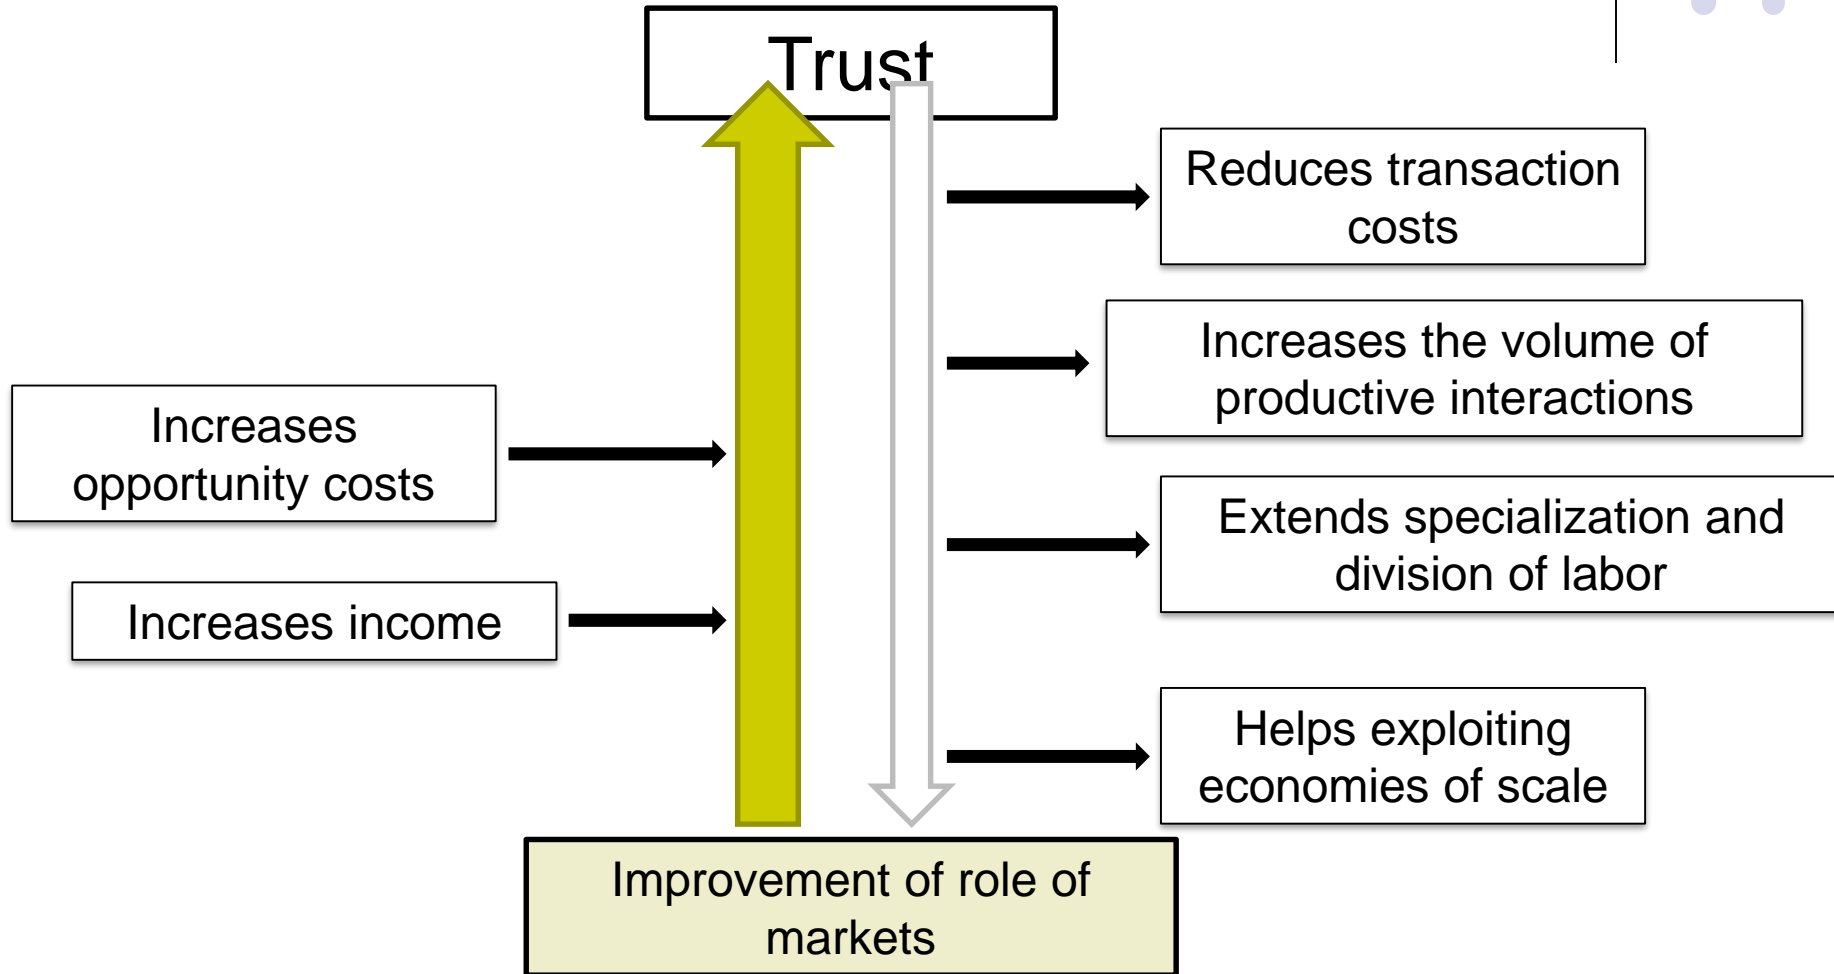 Trust
Reduces transaction
costs
Increases the volume of
productive interactions
Increases
opportunity costs
Extends specialization and
division of labor
Increases income
Helps exploiting
economies of scale
Improvement of role of
markets